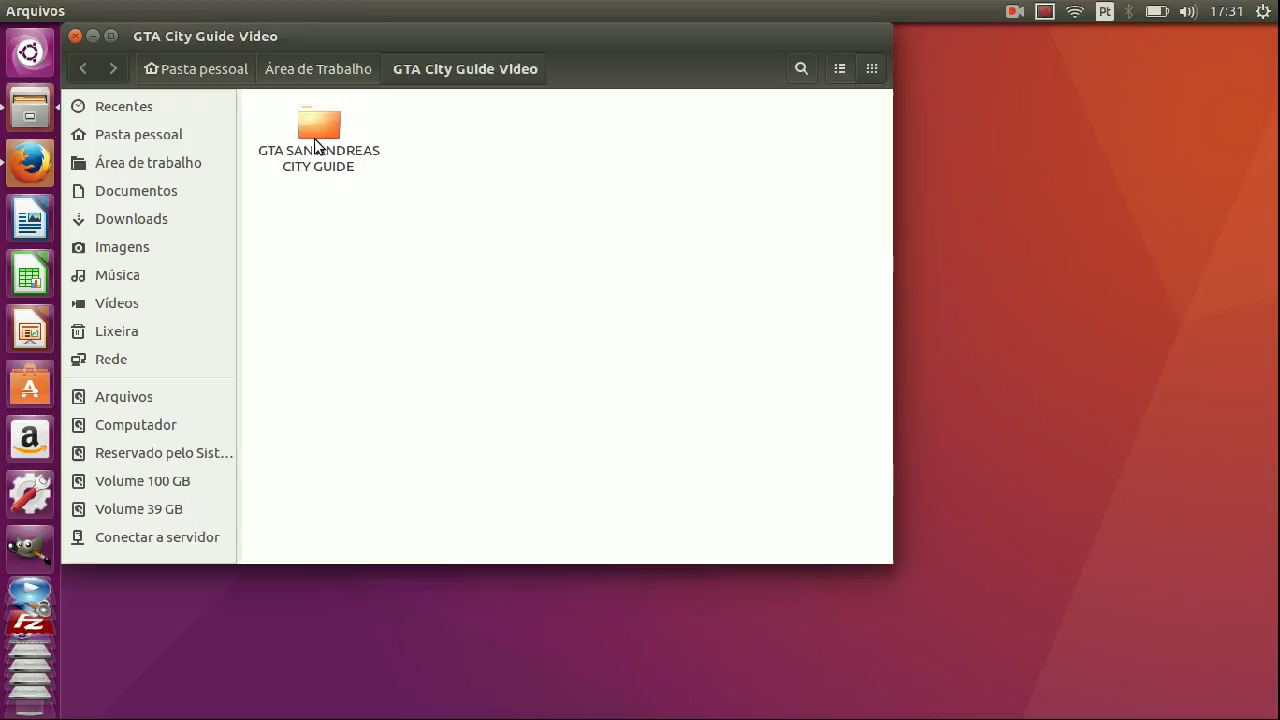 Arquivos
Pt
17:31
GTA City Guide Video
Pasta pessoal
Área de Trabalho
GTA City Guide Video
Recentes
Pasta pessoal
Área de trabalho
Documentos
Downloads
Imagens
Música
Vídeos
Lixeira
Rede
Arquivos
Computador
Reservado pelo Sist...
Volume 100 GB
Volume 39 GB
Conectar a servidor
GTA SAN ANDREAS
CITY GUIDE